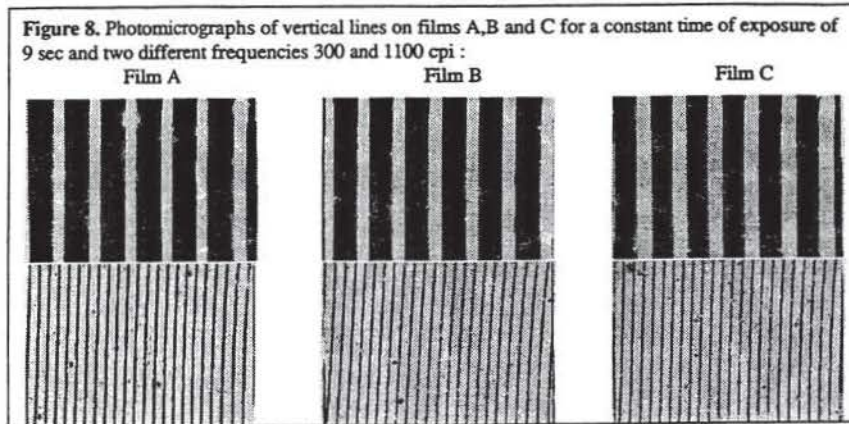 Figure 8. Photomicrographs of vertical lines on films A,B and C for a constant time of exposure of
9 sec and two different frequencies 300 and 1100 cpi :
Film A Film B Film C